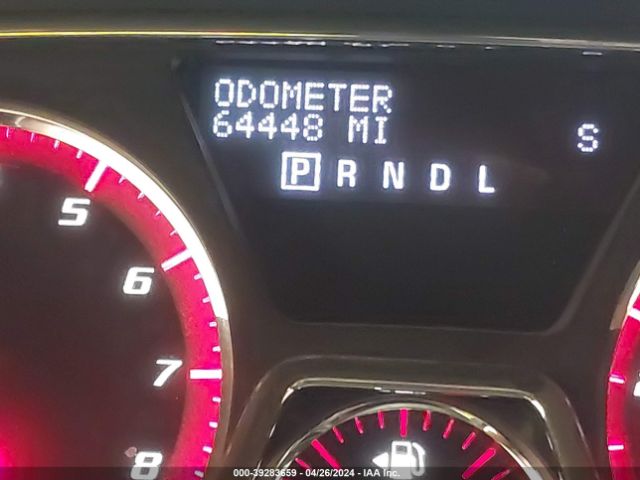 ODOMETER
64448 MI
S
P R N D L
5
6
7
8
000-39283659 - 04/26/2024 - IAA Inc.